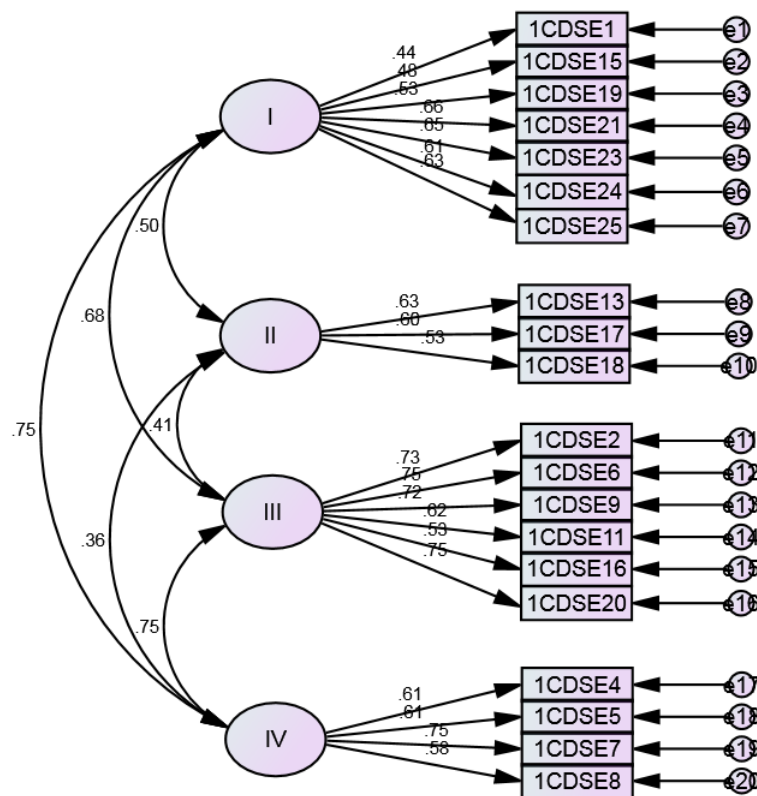 1CDSE1 e1
.44
1CDSE15 e2
.48
.53
1CDSE19 e3
.66
I
1CDSE21 e4
.65
.61
1CDSE23 e5
.63
1CDSE24 e6
1CDSE25 e7
.50
.63
1CDSE13 e8
.68
.60
II
1CDSE17 e9
.53
1CDSE18 e10
.75
.41
1CDSE2 e11
.73
.75
1CDSE6 e12
.72
III
1CDSE9 e13
.62
.53
1CDSE11 e14
.36
.75
1CDSE16 e15
1CDSE20 e16
.75
1CDSE4 e17
.61
.61
1CDSE5 e18
IV
.75
1CDSE7 e19
.58
1CDSE8 e20